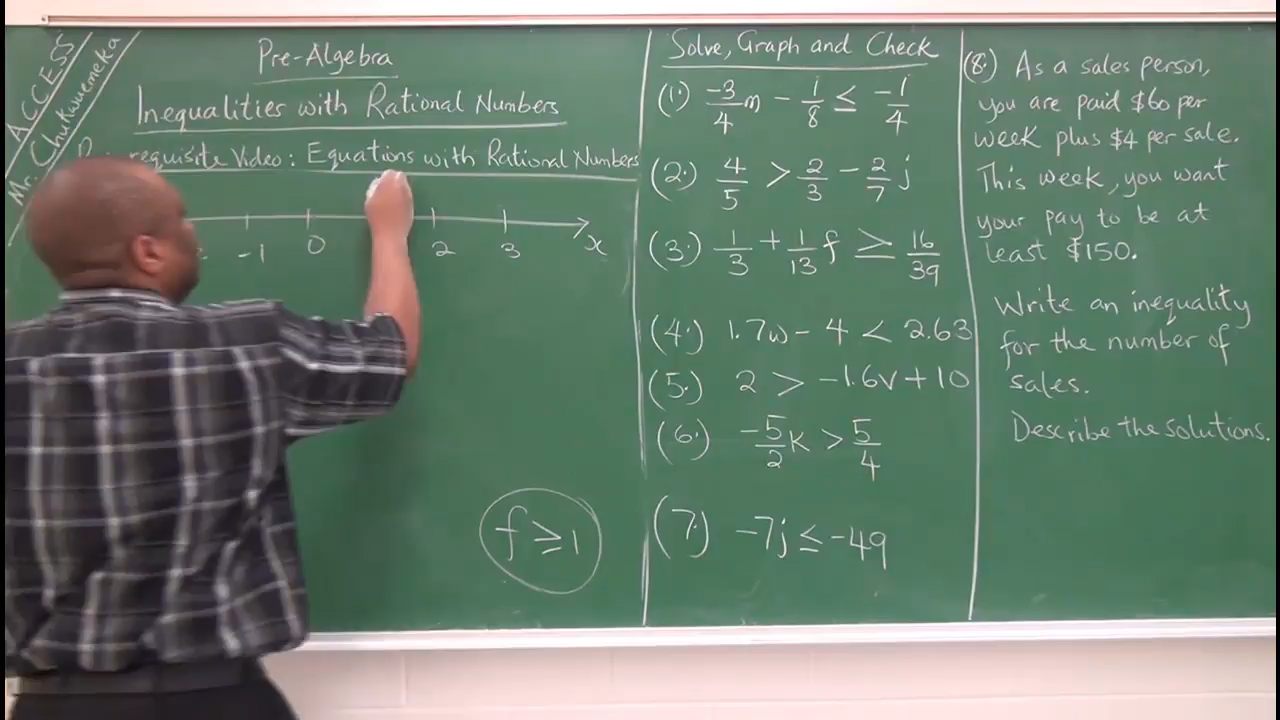 ACCESS
Mr. Chukwuemeka
Pre-Algebra
Inequalities with Rational Numbers
requisite Video: Equations with Rational Numbers
-1 0 2 3 x
f ≥ 1
Solve, Graph and Check
(1.) -3/4 m - 1/8 ≤ -1/4
(2.) 4/5 > 2/3 - 2/7 j
(3.) 1/3 + 1/13 f ≥ 16/39
(4.) 1.7w - 4 < 2.63
(5.) 2 > -1.6v + 10
(6.) -5/2 k > 5/4
(7.) -7j ≤ -49
(8.) As a sales person,
you are paid $60 per
week plus $4 per sale.
This week, you want
your pay to be at
least $150.
Write an inequality
for the number of
sales.
Describe the solutions.